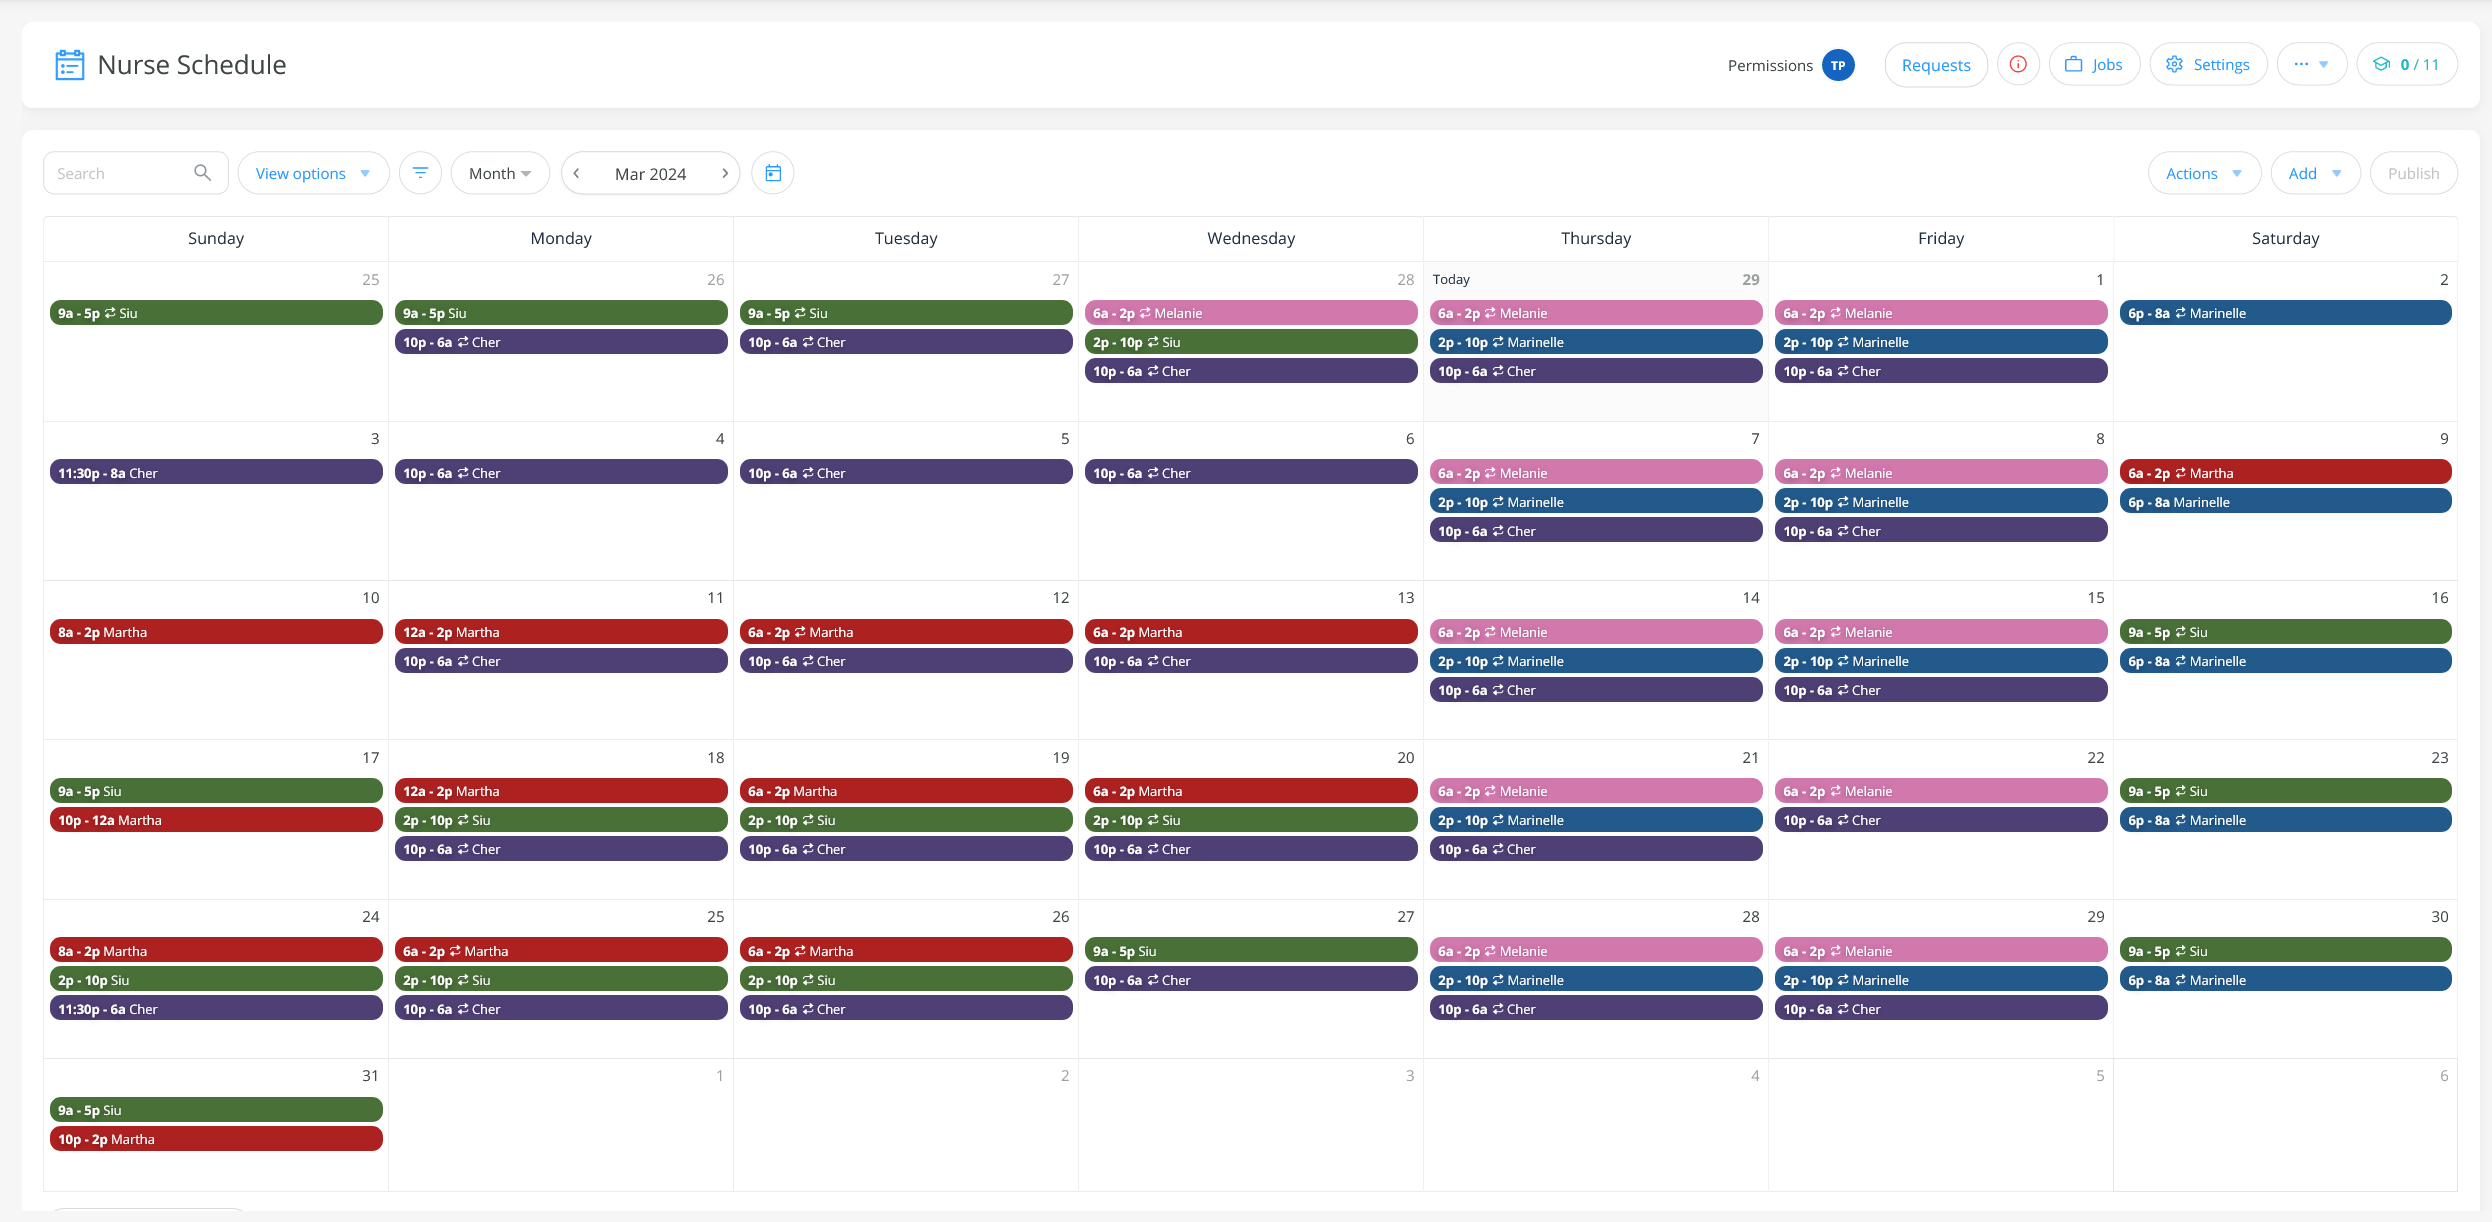 Nurse Schedule
Permissions TP Requests Jobs Settings ... 0 / 11
Search View options Month Mar 2024 Actions Add Publish
Sunday Monday Tuesday Wednesday Thursday Friday Saturday
25 26 27 28 Today 29 1 2
9a - 5p Siu 9a - 5p Siu 9a - 5p Siu 6a - 2p Melanie 6a - 2p Melanie 6a - 2p Melanie 6p - 8a Marinelle
10p - 6a Cher 10p - 6a Cher 2p - 10p Siu 2p - 10p Marinelle 2p - 10p Marinelle
10p - 6a Cher 10p - 6a Cher 10p - 6a Cher
3 4 5 6 7 8 9
11:30p - 8a Cher 10p - 6a Cher 10p - 6a Cher 10p - 6a Cher 6a - 2p Melanie 6a - 2p Melanie 6a - 2p Martha
2p - 10p Marinelle 2p - 10p Marinelle 6p - 8a Marinelle
10p - 6a Cher 10p - 6a Cher
10 11 12 13 14 15 16
8a - 2p Martha 12a - 2p Martha 6a - 2p Martha 6a - 2p Martha 6a - 2p Melanie 6a - 2p Melanie 9a - 5p Siu
10p - 6a Cher 10p - 6a Cher 10p - 6a Cher 2p - 10p Marinelle 2p - 10p Marinelle 6p - 8a Marinelle
10p - 6a Cher 10p - 6a Cher
17 18 19 20 21 22 23
9a - 5p Siu 12a - 2p Martha 6a - 2p Martha 6a - 2p Martha 6a - 2p Melanie 6a - 2p Melanie 9a - 5p Siu
10p - 12a Martha 2p - 10p Siu 2p - 10p Siu 2p - 10p Siu 2p - 10p Marinelle 10p - 6a Cher 6p - 8a Marinelle
10p - 6a Cher 10p - 6a Cher 10p - 6a Cher 10p - 6a Cher
24 25 26 27 28 29 30
8a - 2p Martha 6a - 2p Martha 6a - 2p Martha 9a - 5p Siu 6a - 2p Melanie 6a - 2p Melanie 9a - 5p Siu
2p - 10p Siu 2p - 10p Siu 2p - 10p Siu 10p - 6a Cher 2p - 10p Marinelle 2p - 10p Marinelle 6p - 8a Marinelle
11:30p - 6a Cher 10p - 6a Cher 10p - 6a Cher 10p - 6a Cher 10p - 6a Cher
31 1 2 3 4 5 6
9a - 5p Siu
10p - 2p Martha